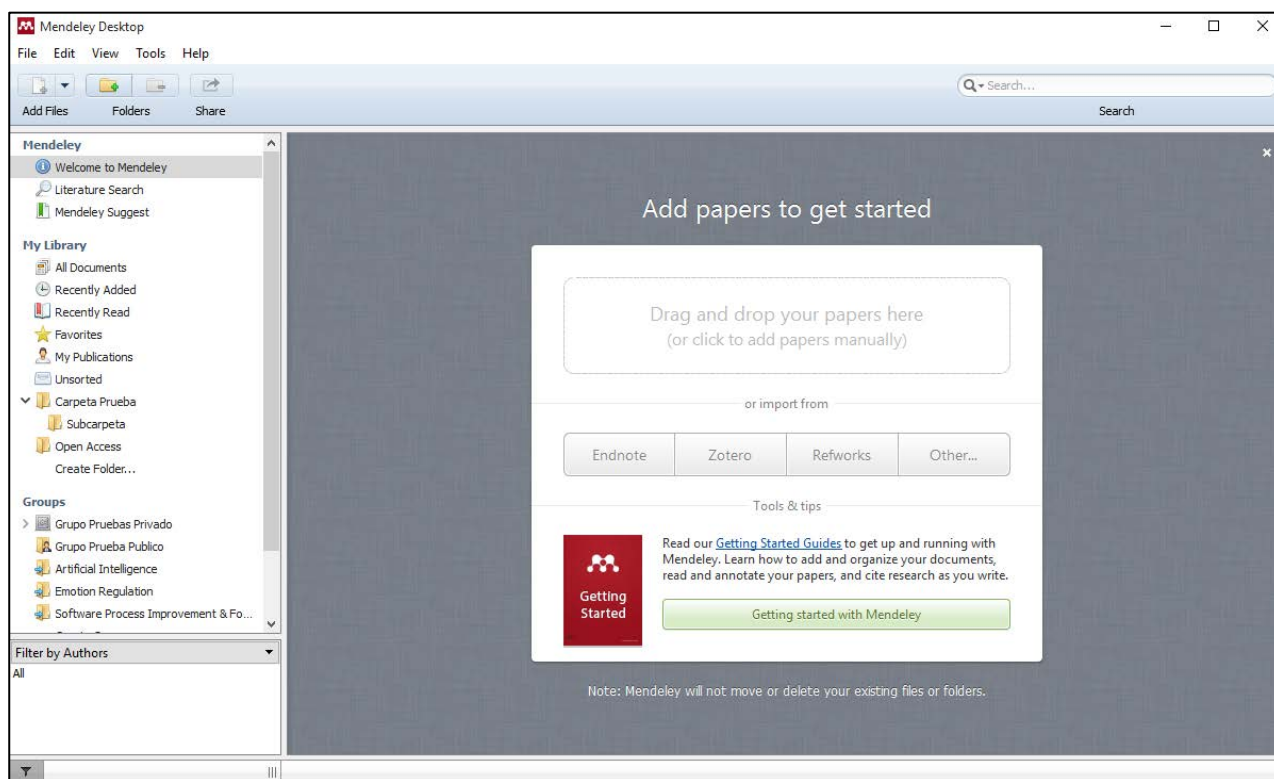 Mendeley Desktop
File Edit View Tools Help
Add Files Folders Share
Search...
Search
Mendeley
Welcome to Mendeley
Literature Search
Mendeley Suggest
My Library
All Documents
Recently Added
Recently Read
Favorites
My Publications
Unsorted
Carpeta Prueba
Subcarpeta
Open Access
Create Folder...
Groups
Grupo Pruebas Privado
Grupo Prueba Publico
Artificial Intelligence
Emotion Regulation
Software Process Improvement & Fo...
Filter by Authors
All
Add papers to get started
Drag and drop your papers here
(or click to add papers manually)
or import from
Endnote Zotero Refworks Other...
Tools & tips
Getting
Started
Read our Getting Started Guides to get up and running with
Mendeley. Learn how to add and organize your documents,
read and annotate your papers, and cite research as you write.
Getting started with Mendeley
Note: Mendeley will not move or delete your existing files or folders.